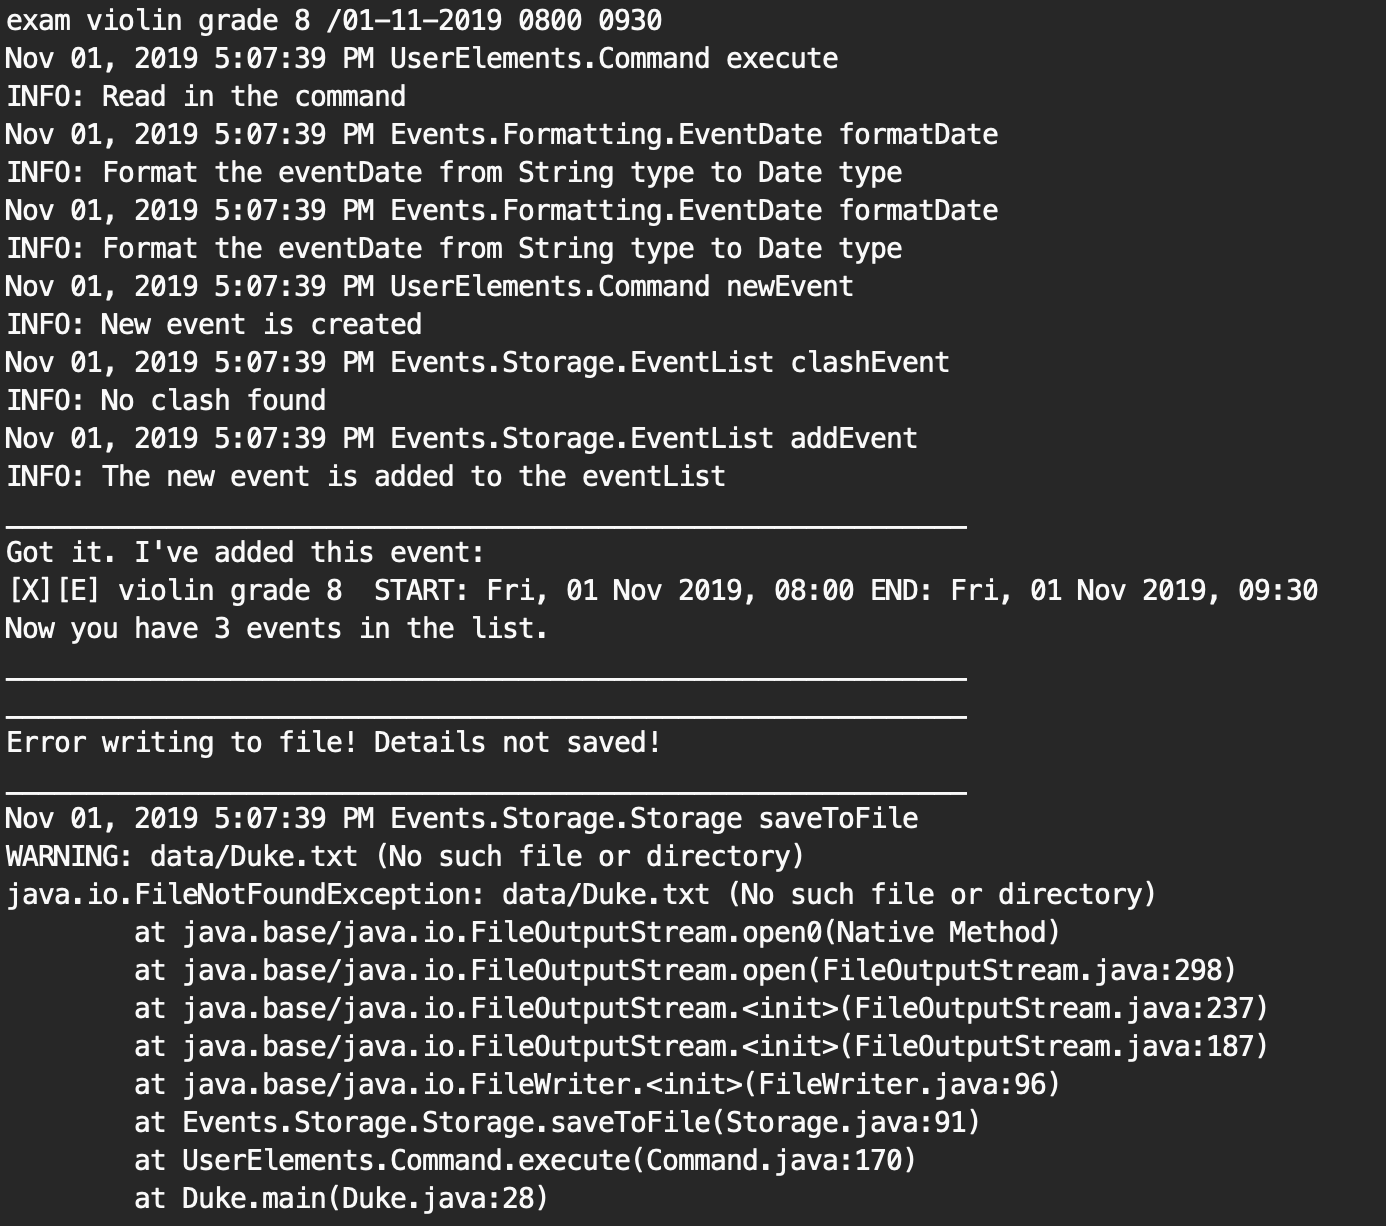 exam violin grade 8 /01-11-2019 0800 0930
Nov 01, 2019 5:07:39 PM UserElements.Command execute
INFO: Read in the command
Nov 01, 2019 5:07:39 PM Events.Formatting.EventDate formatDate
INFO: Format the eventDate from String type to Date type
Nov 01, 2019 5:07:39 PM Events.Formatting.EventDate formatDate
INFO: Format the eventDate from String type to Date type
Nov 01, 2019 5:07:39 PM UserElements.Command newEvent
INFO: New event is created
Nov 01, 2019 5:07:39 PM Events.Storage.EventList clashEvent
INFO: No clash found
Nov 01, 2019 5:07:39 PM Events.Storage.EventList addEvent
INFO: The new event is added to the eventList
____________________________________________________________
Got it. I've added this event:
[X][E] violin grade 8  START: Fri, 01 Nov 2019, 08:00 END: Fri, 01 Nov 2019, 09:30
Now you have 3 events in the list.
____________________________________________________________
____________________________________________________________
Error writing to file! Details not saved!
____________________________________________________________
Nov 01, 2019 5:07:39 PM Events.Storage.Storage saveToFile
WARNING: data/Duke.txt (No such file or directory)
java.io.FileNotFoundException: data/Duke.txt (No such file or directory)
        at java.base/java.io.FileOutputStream.open0(Native Method)
        at java.base/java.io.FileOutputStream.open(FileOutputStream.java:298)
        at java.base/java.io.FileOutputStream.<init>(FileOutputStream.java:237)
        at java.base/java.io.FileOutputStream.<init>(FileOutputStream.java:187)
        at java.base/java.io.FileWriter.<init>(FileWriter.java:96)
        at Events.Storage.Storage.saveToFile(Storage.java:91)
        at UserElements.Command.execute(Command.java:170)
        at Duke.main(Duke.java:28)